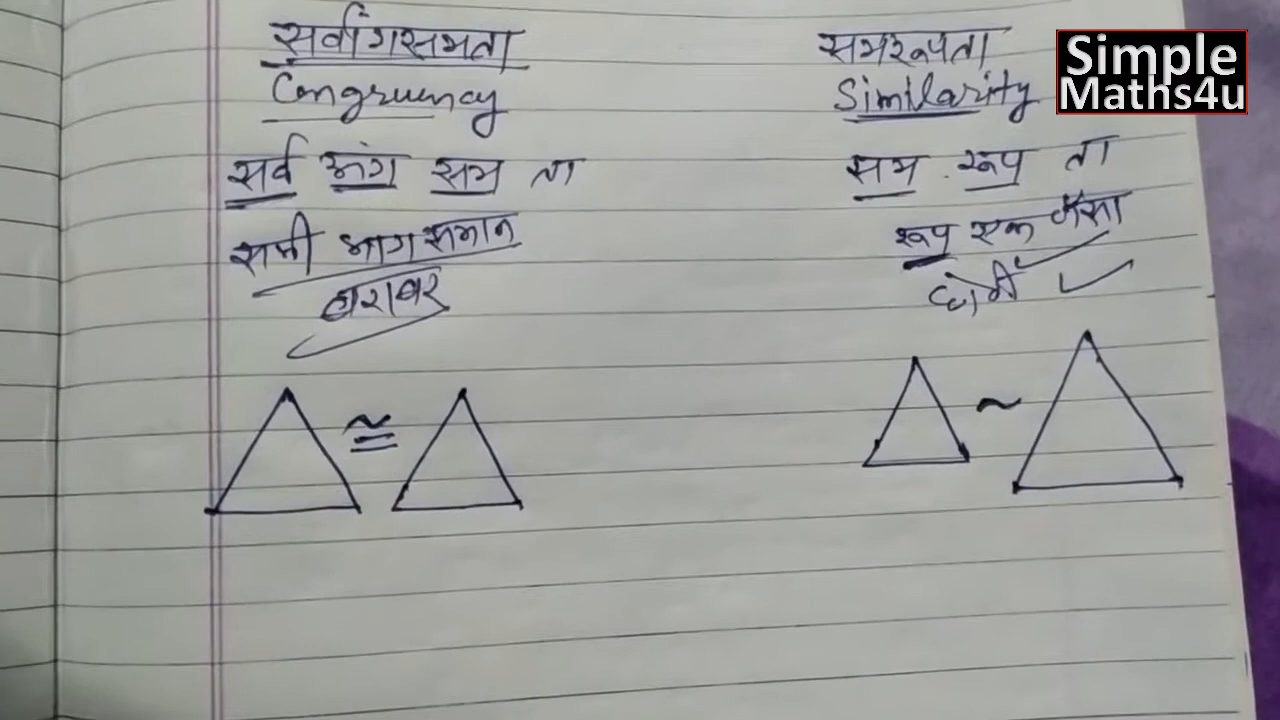 सर्वांगसमता
Congruency
सर्व अंग सम ता
सभी भाग समान
बराबर
≅
समरूपता
Similarity
सम रूप ता
रूप एक जैसा
~
Simple
Maths4u